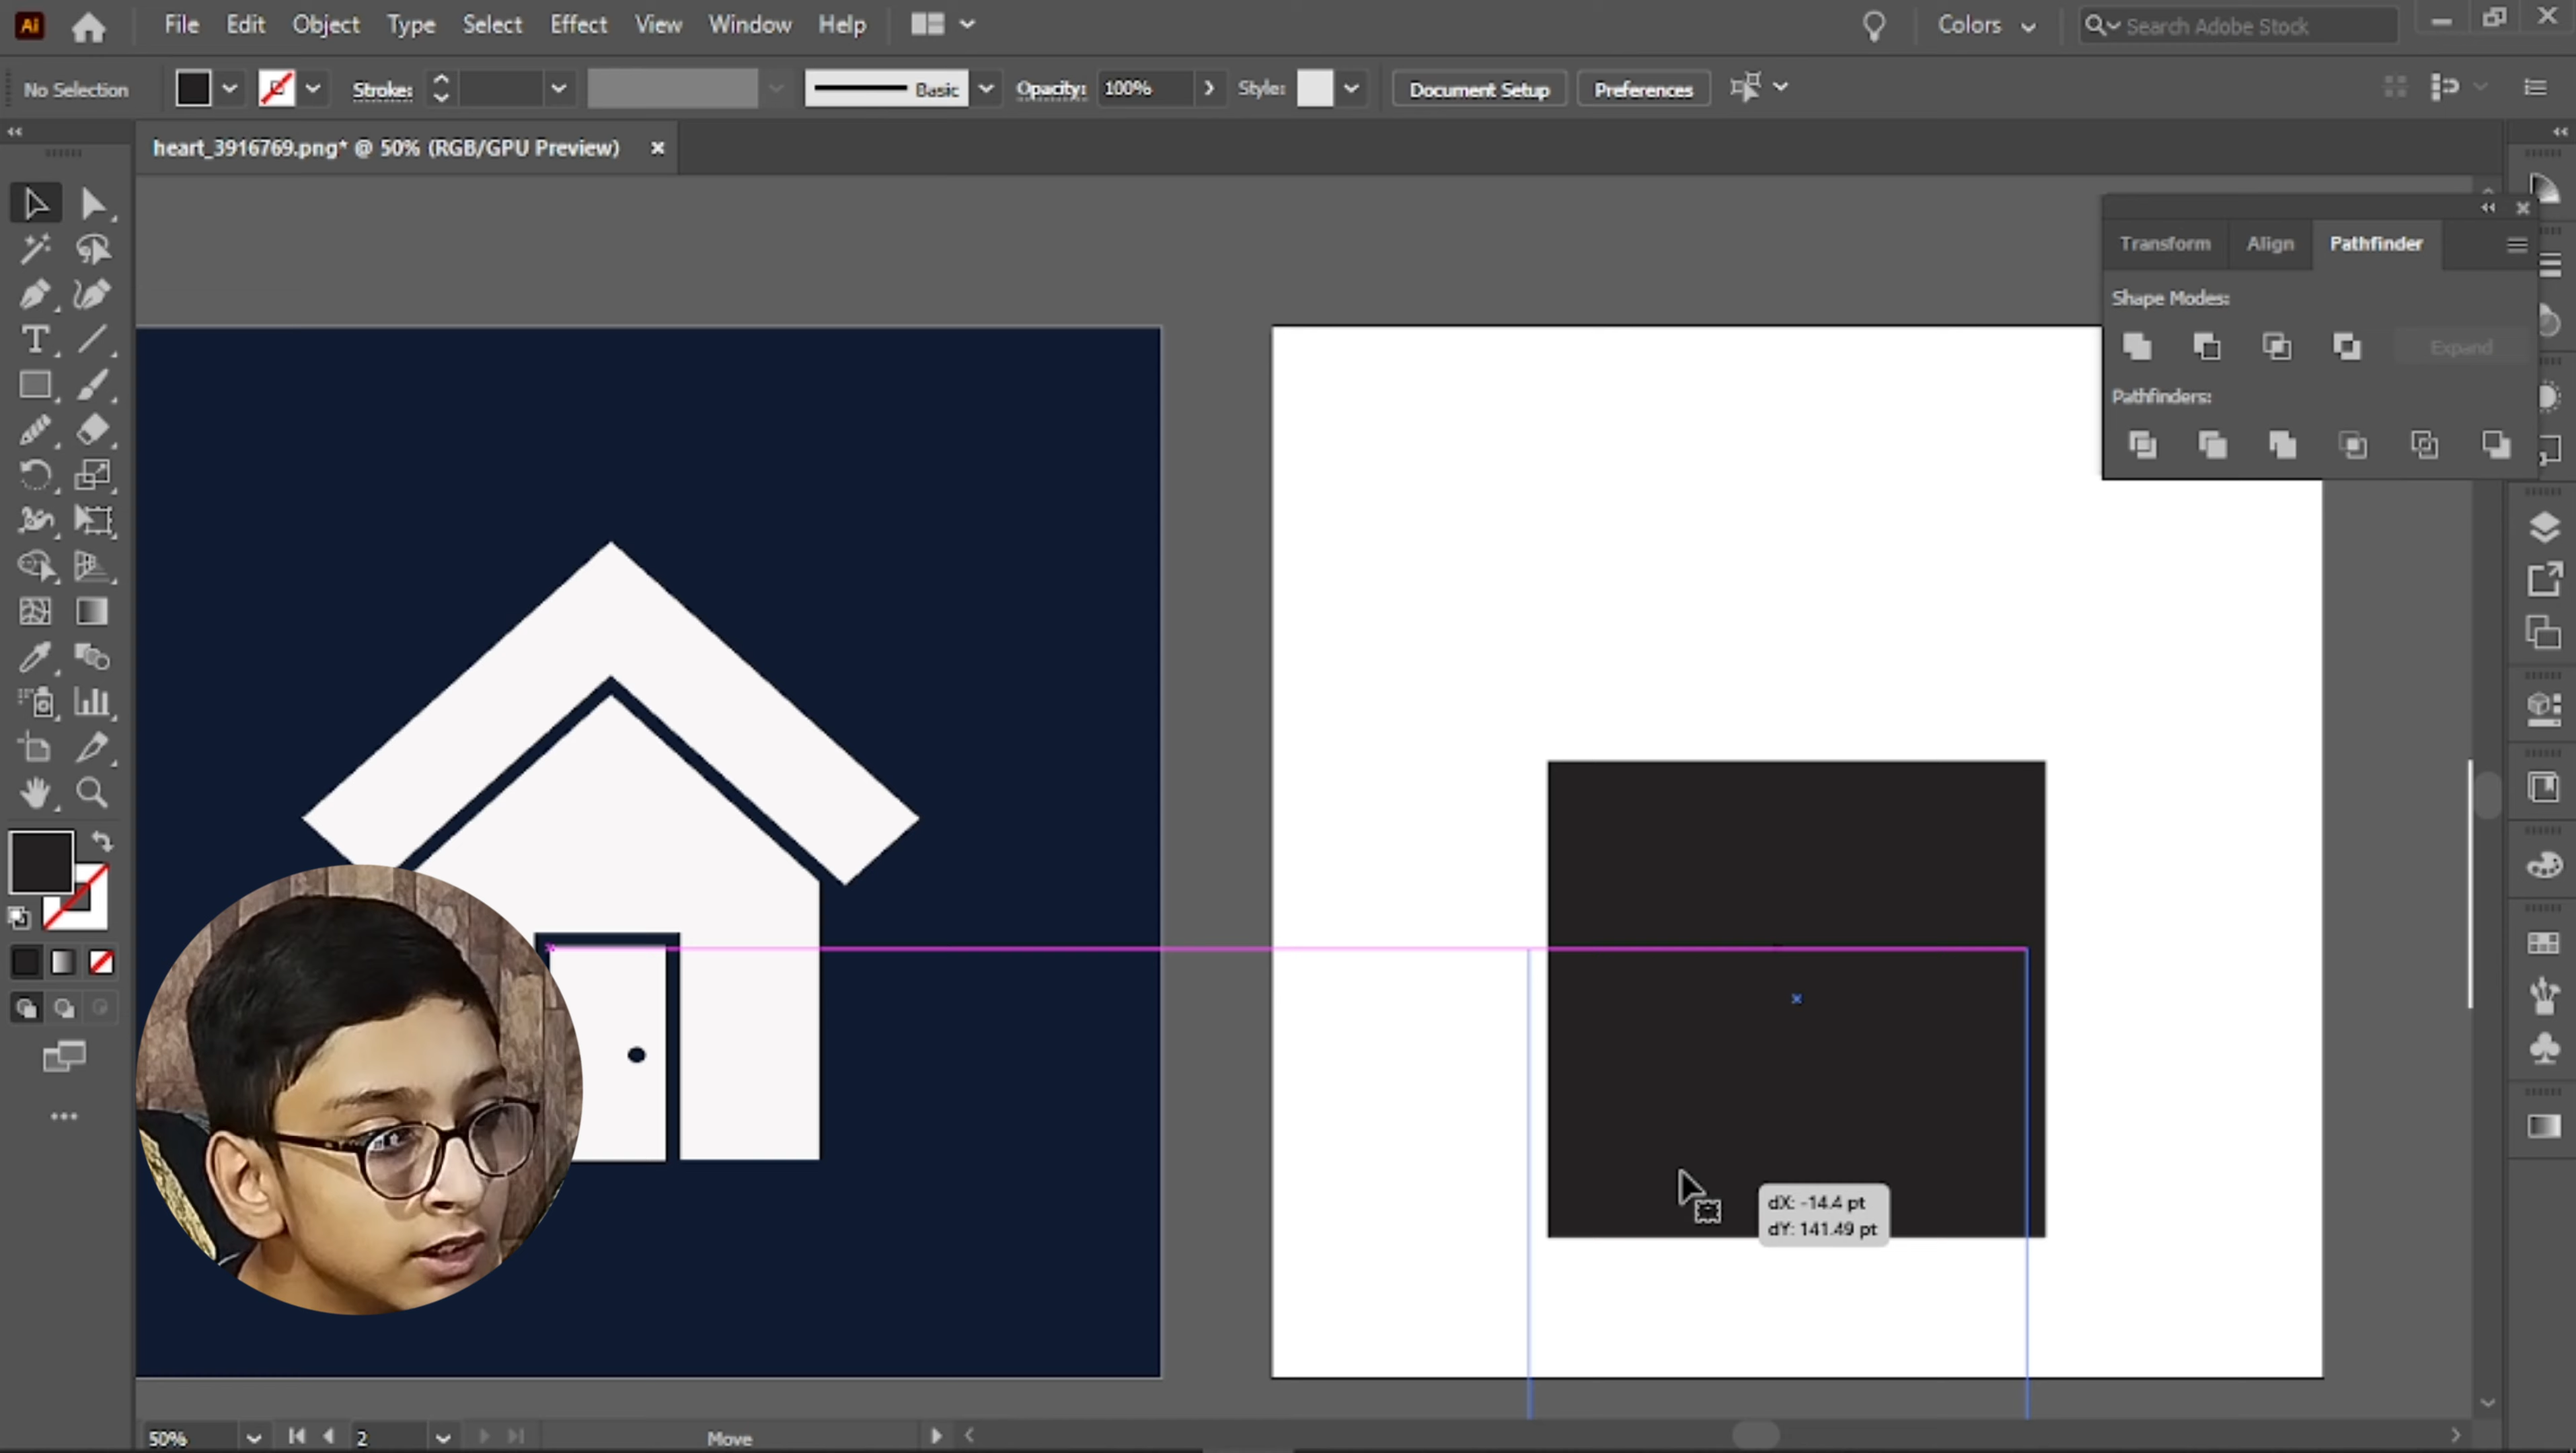 Ai File Edit Object Type Select Effect View Window Help Colors Search Adobe Stock
No Selection Stroke: Basic Opacity: 100% Style: Document Setup Preferences
heart_3916769.png* @ 50% (RGB/GPU Preview)
Transform Align Pathfinder
Shape Modes:
Expand
Pathfinders:
dX: -14.4 pt
dY: 141.49 pt
50% 2 Move